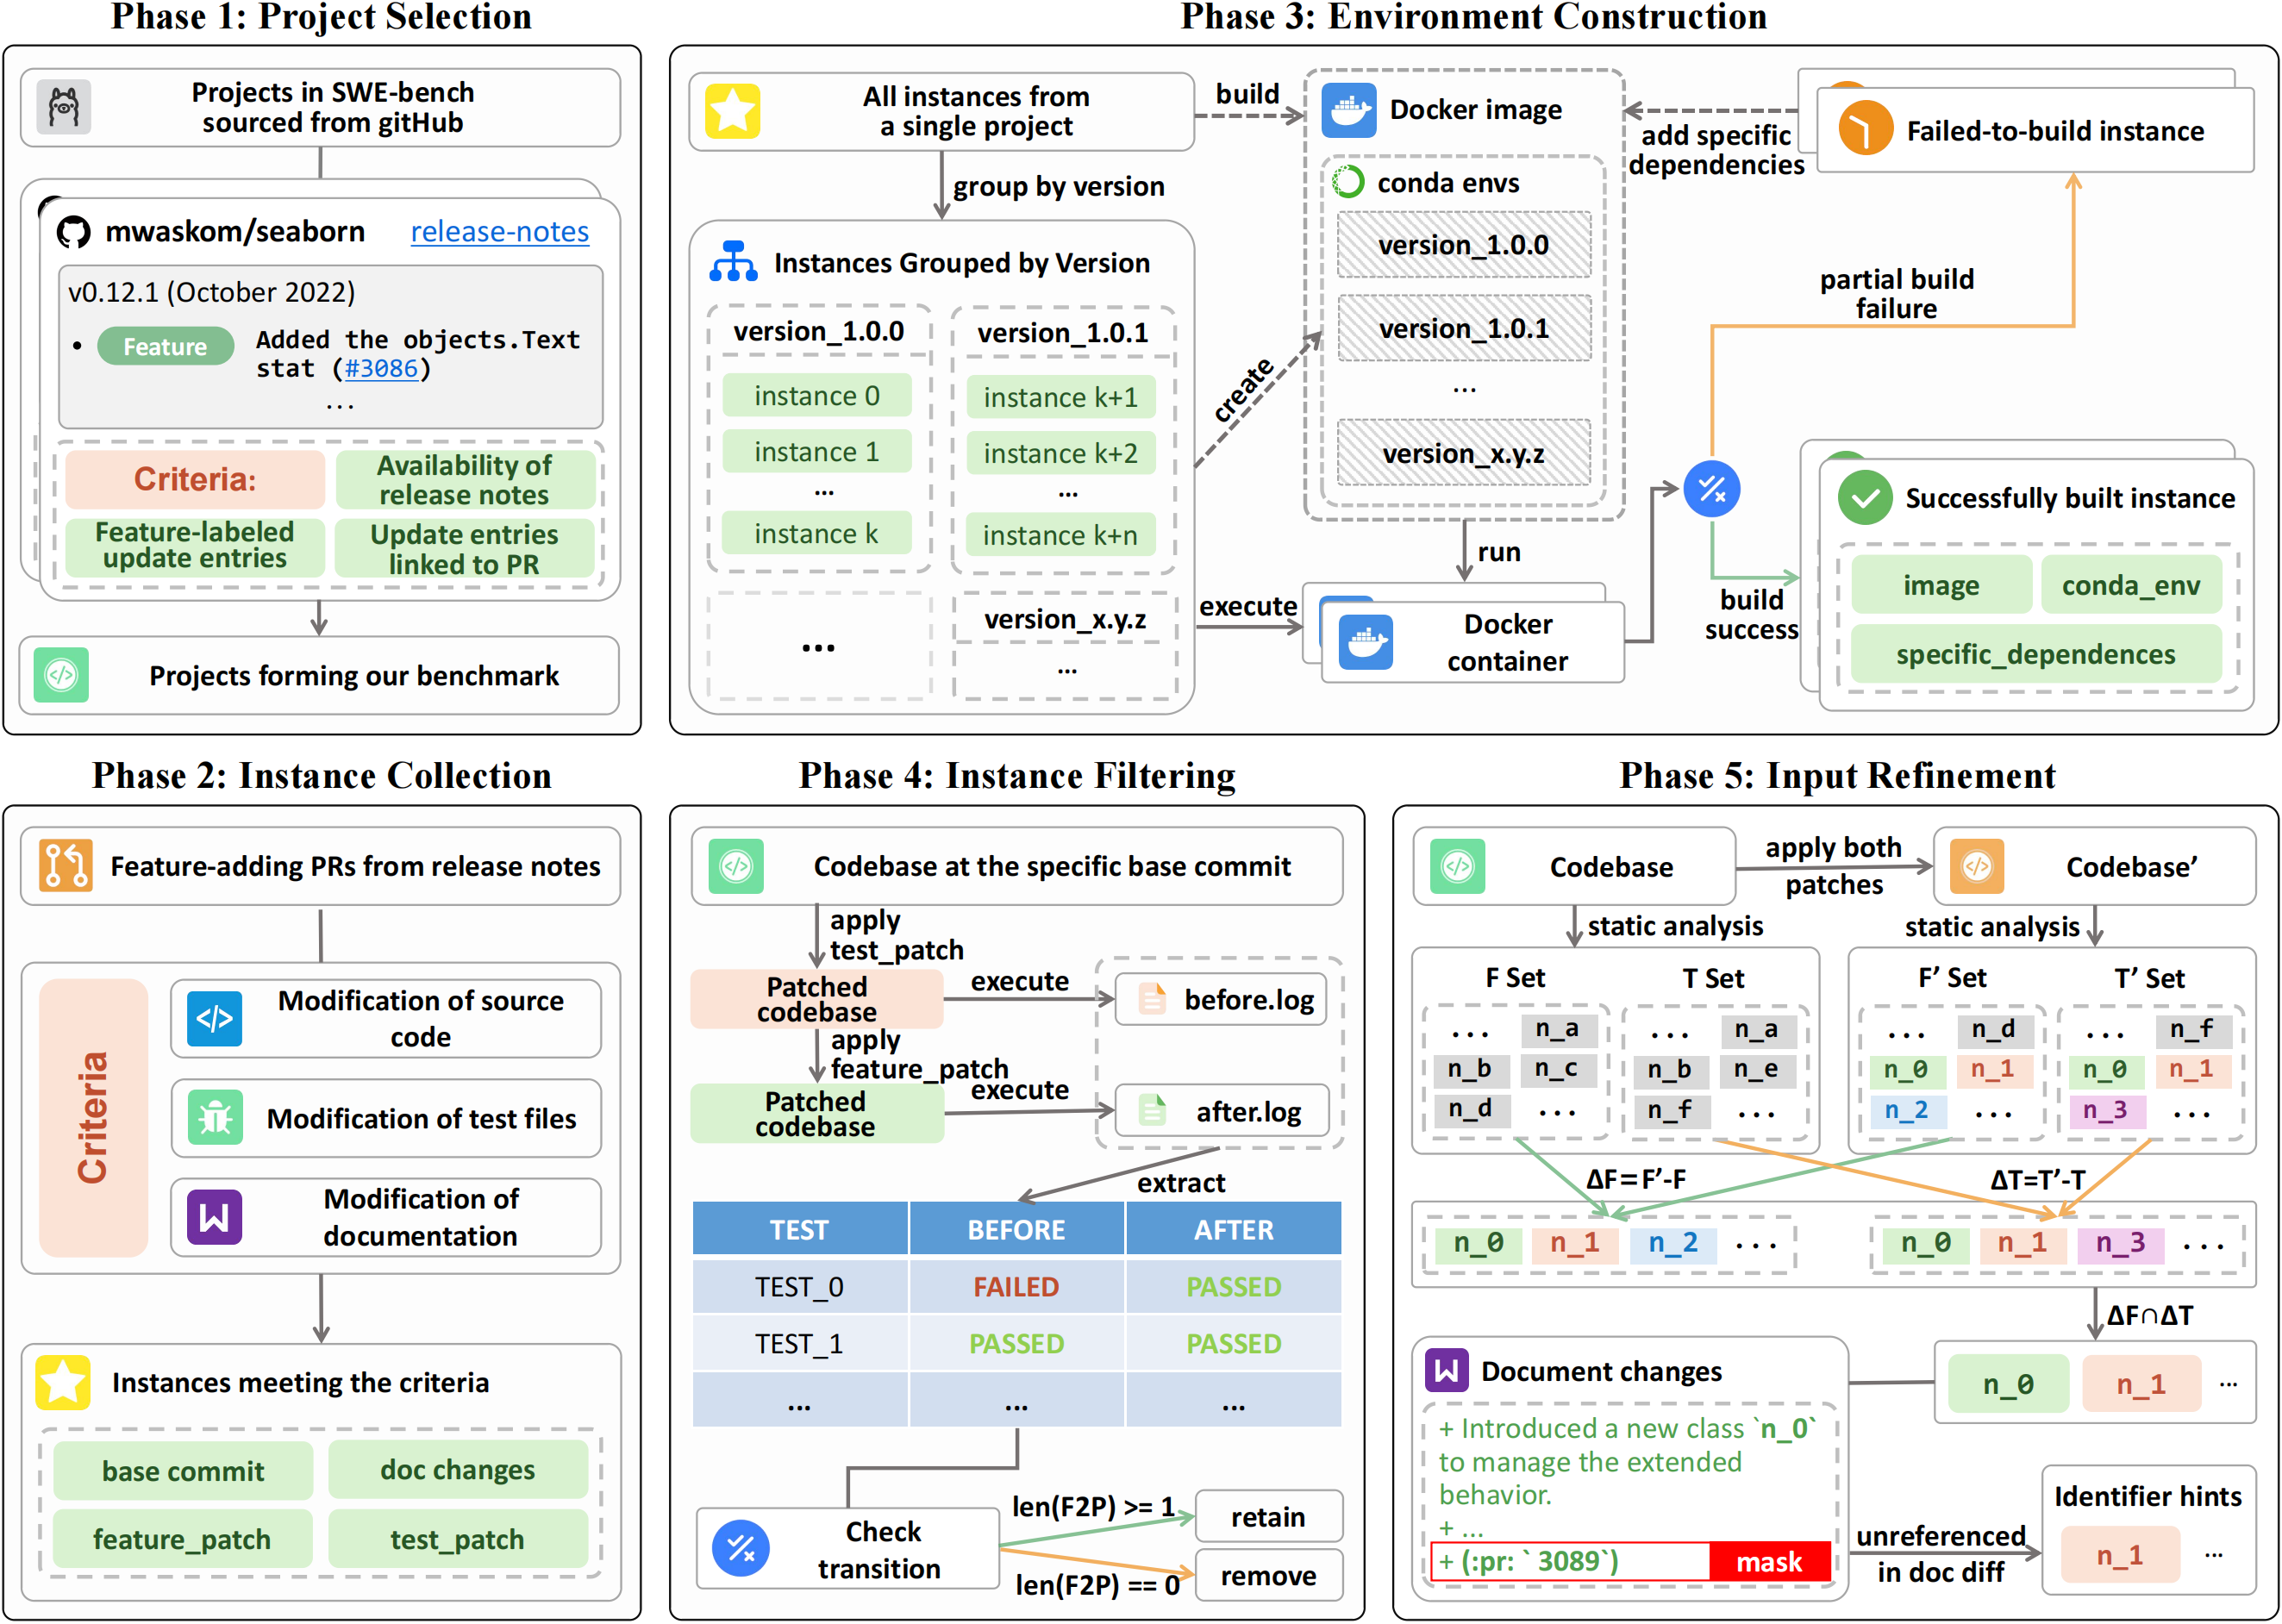 Phase 1: Project Selection
Projects in SWE-bench
sourced from gitHub
mwaskom/seaborn release-notes
v0.12.1 (October 2022)
• Feature Added the objects.Text
stat (#3086)
...
Criteria:
Availability of
release notes
Feature-labeled
update entries
Update entries
linked to PR
Projects forming our benchmark
Phase 3: Environment Construction
All instances from
a single project
build
group by version
Instances Grouped by Version
version_1.0.0
instance 0
instance 1
...
instance k
version_1.0.1
instance k+1
instance k+2
...
instance k+n
...
version_x.y.z
...
create
execute
Docker image
conda envs
version_1.0.0
version_1.0.1
...
version_x.y.z
run
Docker
container
add specific
dependencies
Failed-to-build instance
partial build
failure
build
success
Successfully built instance
image
conda_env
specific_dependences
Phase 2: Instance Collection
Feature-adding PRs from release notes
Criteria
Modification of source
code
Modification of test files
Modification of
documentation
Instances meeting the criteria
base commit
doc changes
feature_patch
test_patch
Phase 4: Instance Filtering
Codebase at the specific base commit
apply
test_patch
Patched
codebase
execute
before.log
apply
feature_patch
Patched
codebase
execute
after.log
extract
TEST BEFORE AFTER
TEST_0 FAILED PASSED
TEST_1 PASSED PASSED
... ... ...
Check
transition
len(F2P) >= 1
retain
len(F2P) == 0
remove
Phase 5: Input Refinement
Codebase
apply both
patches
Codebase’
static analysis
static analysis
F Set
... n_a
n_b n_c
n_d ...
T Set
... n_a
n_b n_e
n_f ...
F’ Set
... n_d
n_0 n_1
n_2 ...
T’ Set
... n_f
n_0 n_1
n_3 ...
ΔF=F’-F
ΔT=T’-T
n_0 n_1 n_2 ...
n_0 n_1 n_3 ...
ΔF∩ΔT
n_0 n_1 ...
Document changes
+ Introduced a new class `n_0`
to manage the extended
behavior.
+ ...
+ (:pr: ` 3089`) mask
unreferenced
in doc diff
Identifier hints
n_1 ...